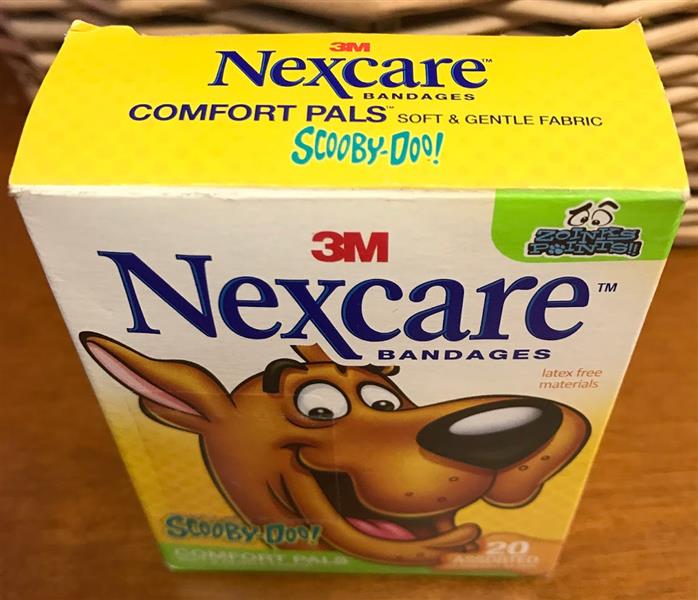 3M
Nexcare™
BANDAGES
COMFORT PALS™ SOFT & GENTLE FABRIC
SCOOBY-DOO!
ZOINKS
POINTS!!
3M
Nexcare™
BANDAGES
latex free
materials
SCOOBY-DOO!
COMFORT PALS
20
ASSORTED